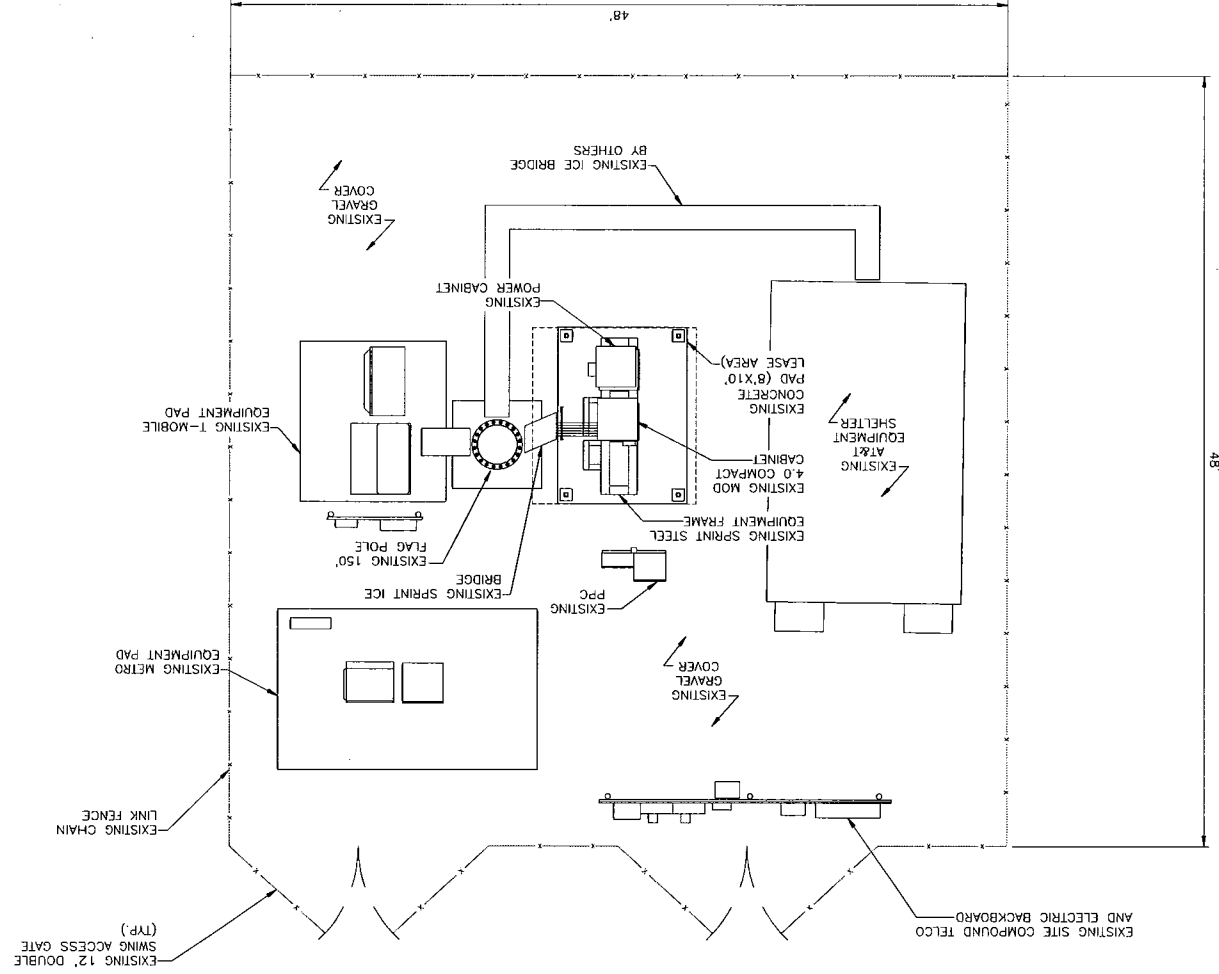 EXISTING SITE COMPOUND TELCO
AND ELECTRIC BACKBOARD
EXISTING 12' DOUBLE
SWING ACCESS GATE
(TYP.)
EXISTING CHAIN
LINK FENCE
EXISTING
GRAVEL
COVER
EXISTING METRO
EQUIPMENT PAD
EXISTING
PPC
EXISTING SPRINT ICE
BRIDGE
EXISTING 150'
FLAG POLE
EXISTING SPRINT STEEL
EQUIPMENT FRAME
EXISTING MOD
4.0 COMPACT
CABINET
EXISTING
AT&T
EQUIPMENT
SHELTER
48'
EXISTING T-MOBILE
EQUIPMENT PAD
EXISTING
CONCRETE
PAD (8'X10'
LEASE AREA)
EXISTING
POWER CABINET
EXISTING
GRAVEL
COVER
EXISTING ICE BRIDGE
BY OTHERS
48'